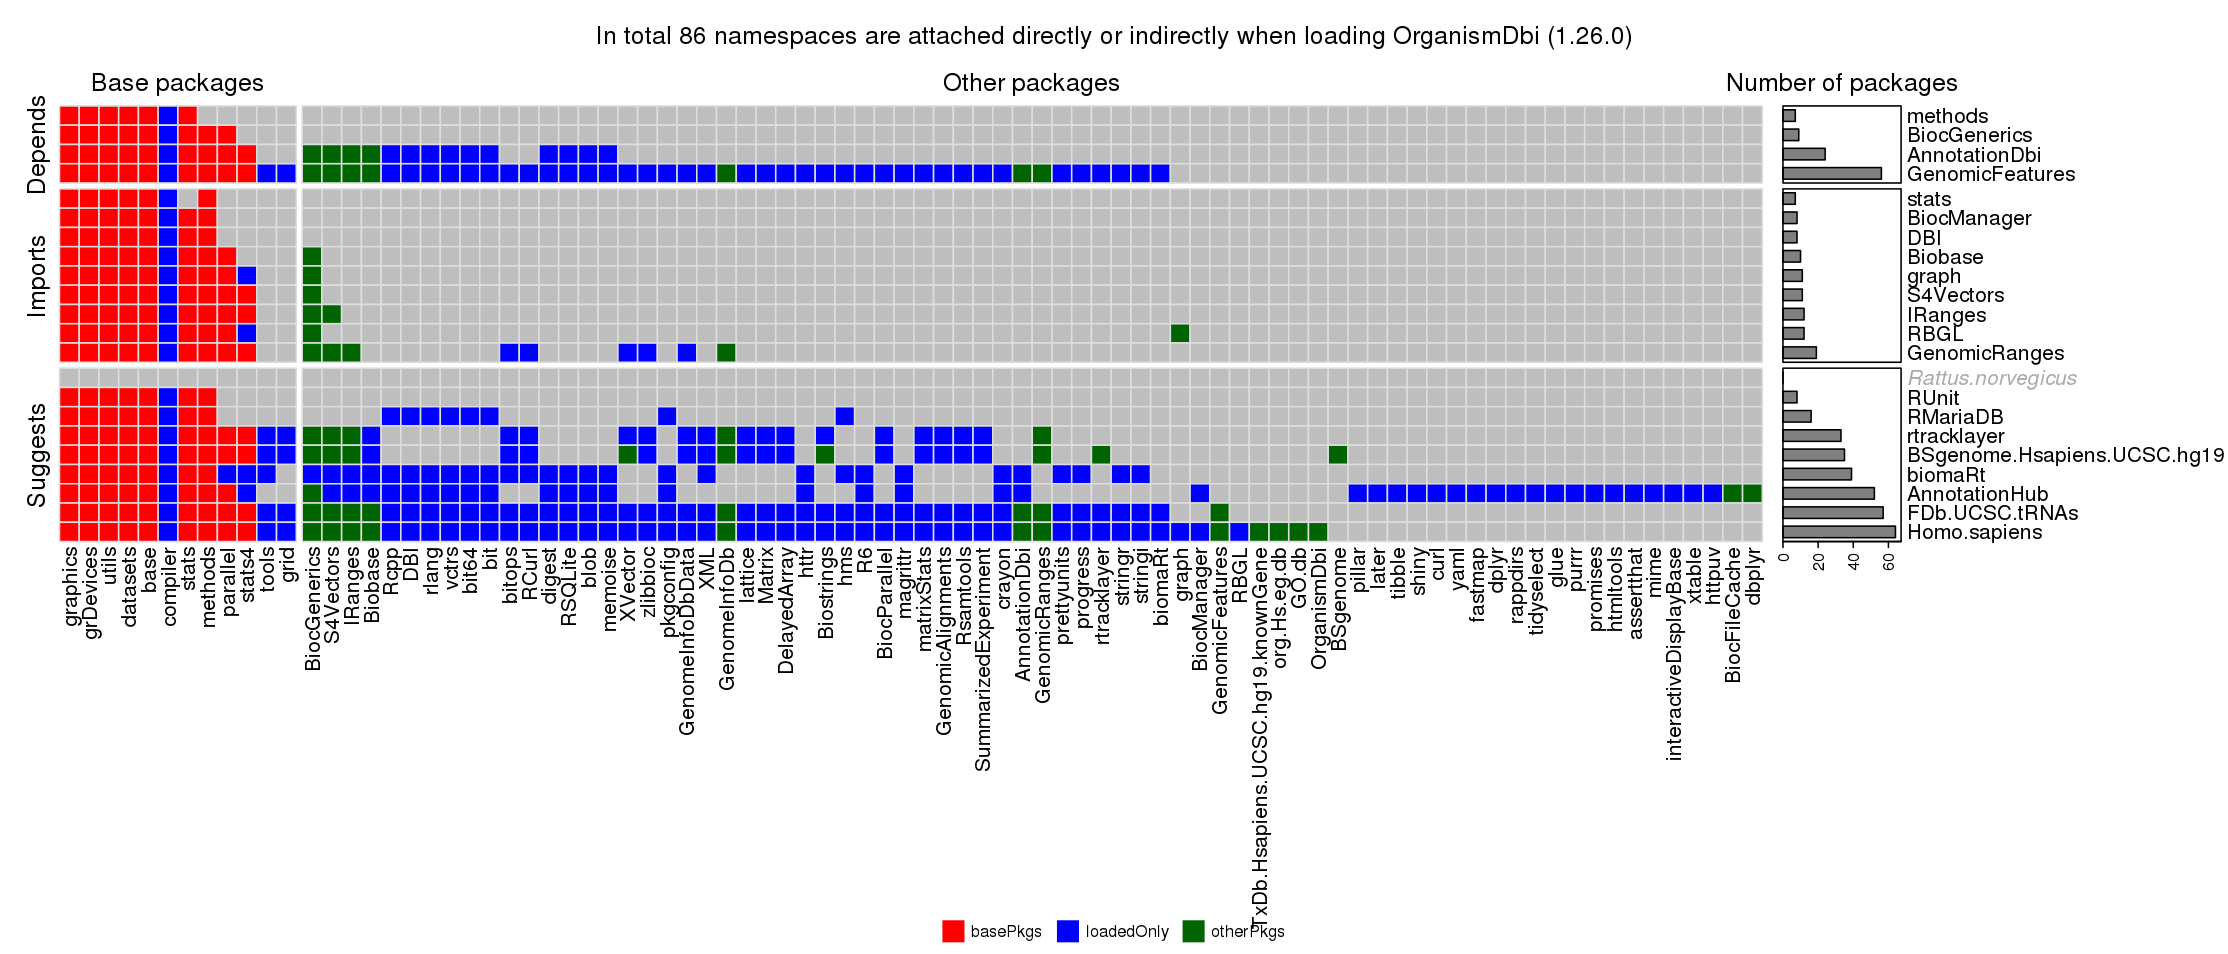 In total 86 namespaces are attached directly or indirectly when loading OrganismDbi (1.26.0)
Base packages
Other packages
Number of packages
Depends
methods
BiocGenerics
AnnotationDbi
GenomicFeatures
Imports
stats
BiocManager
DBI
Biobase
graph
S4Vectors
IRanges
RBGL
GenomicRanges
Suggests
Rattus.norvegicus
RUnit
RMariaDB
rtracklayer
BSgenome.Hsapiens.UCSC.hg19
biomaRt
AnnotationHub
FDb.UCSC.tRNAs
Homo.sapiens
0
20
40
60
graphics
grDevices
utils
datasets
base
compiler
stats
methods
parallel
stats4
tools
grid
BiocGenerics
S4Vectors
IRanges
Biobase
Rcpp
DBI
rlang
vctrs
bit64
bit
bitops
RCurl
digest
RSQLite
blob
memoise
XVector
zlibbioc
pkgconfig
GenomeInfoDbData
XML
GenomeInfoDb
lattice
Matrix
DelayedArray
httr
Biostrings
hms
R6
BiocParallel
magrittr
matrixStats
GenomicAlignments
Rsamtools
SummarizedExperiment
crayon
AnnotationDbi
GenomicRanges
prettyunits
progress
rtracklayer
stringr
stringi
biomaRt
graph
BiocManager
GenomicFeatures
RBGL
TxDb.Hsapiens.UCSC.hg19.knownGene
org.Hs.eg.db
GO.db
OrganismDbi
BSgenome
pillar
later
tibble
shiny
curl
yaml
fastmap
dplyr
rappdirs
tidyselect
glue
purrr
promises
htmltools
assertthat
mime
interactiveDisplayBase
xtable
httpuv
BiocFileCache
dbplyr
basePkgs
loadedOnly
otherPkgs